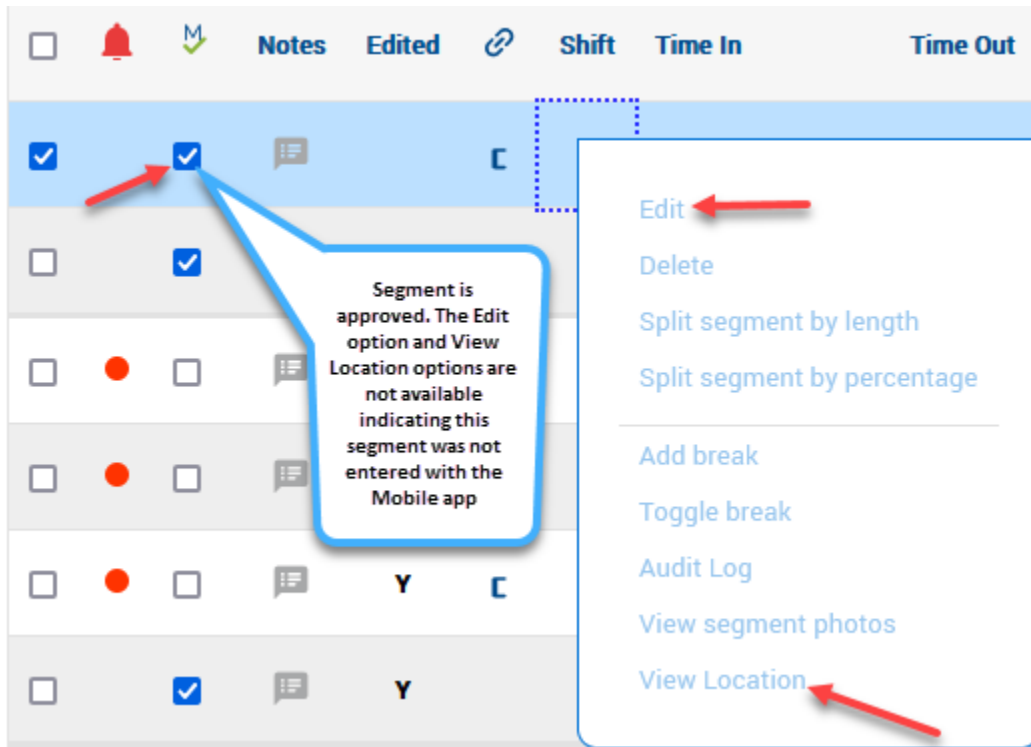 M Notes Edited Shift Time In Time Out
C
Edit
Delete
Segment is
approved. The Edit
option and View
Location options are
not available
indicating this
segment was not
entered with the
Mobile app
Split segment by length
Split segment by percentage
Add break
Toggle break
Audit Log
View segment photos
View Location
Y C
Y